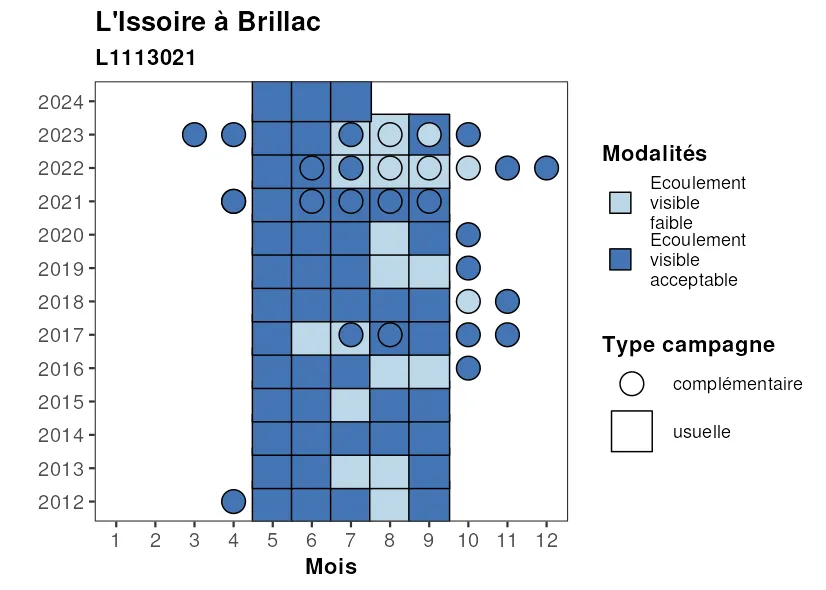 L'Issoire à Brillac
L1113021
2024
2023
2022
2021
2020
2019
2018
2017
2016
2015
2014
2013
2012
1 2 3 4 5 6 7 8 9 10 11 12
Mois
Modalités
Ecoulement
visible
faible
Ecoulement
visible
acceptable
Type campagne
complémentaire
usuelle